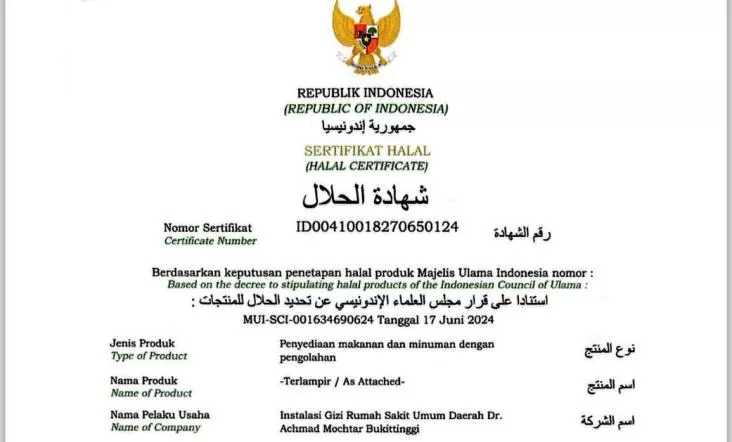 REPUBLIK INDONESIA
(REPUBLIC OF INDONESIA)
جمهورية إندونيسيا
SERTIFIKAT HALAL
(HALAL CERTIFICATE)
شهادة الحلال
Nomor Sertifikat ID00410018270650124 رقم الشهادة
Certificate Number
Berdasarkan keputusan penetapan halal produk Majelis Ulama Indonesia nomor :
Based on the decree to stipulating halal products of the Indonesian Council of Ulama :
استنادا على قرار مجلس العلماء الإندونيسي عن تحديد الحلال للمنتجات :
MUI-SCI-001634690624 Tanggal 17 Juni 2024
Jenis Produk Penyediaan makanan dan minuman dengan نوع المنتج
Type of Product pengolahan
Nama Produk -Terlampir / As Attached- اسم المنتج
Name of Product
Nama Pelaku Usaha Instalasi Gizi Rumah Sakit Umum Daerah Dr. اسم الشركة
Name of Company Achmad Mochtar Bukittinggi